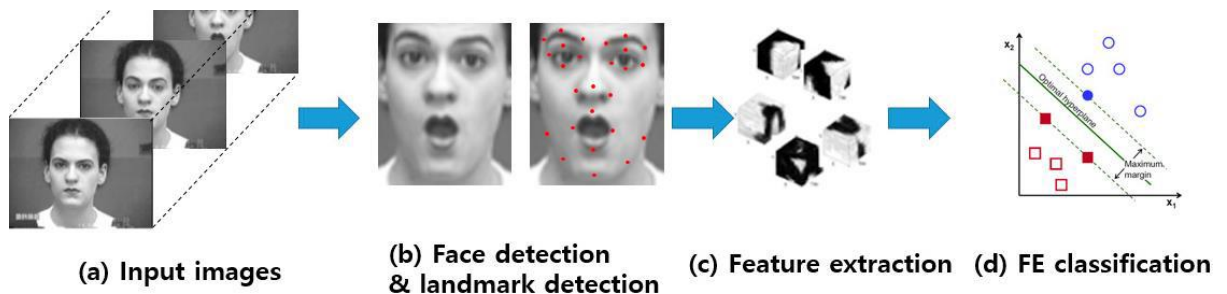 x₂
Optimal hyperplane
Maximum.
margin
x₁
(a) Input images
(b) Face detection
& landmark detection
(c) Feature extraction
(d) FE classification